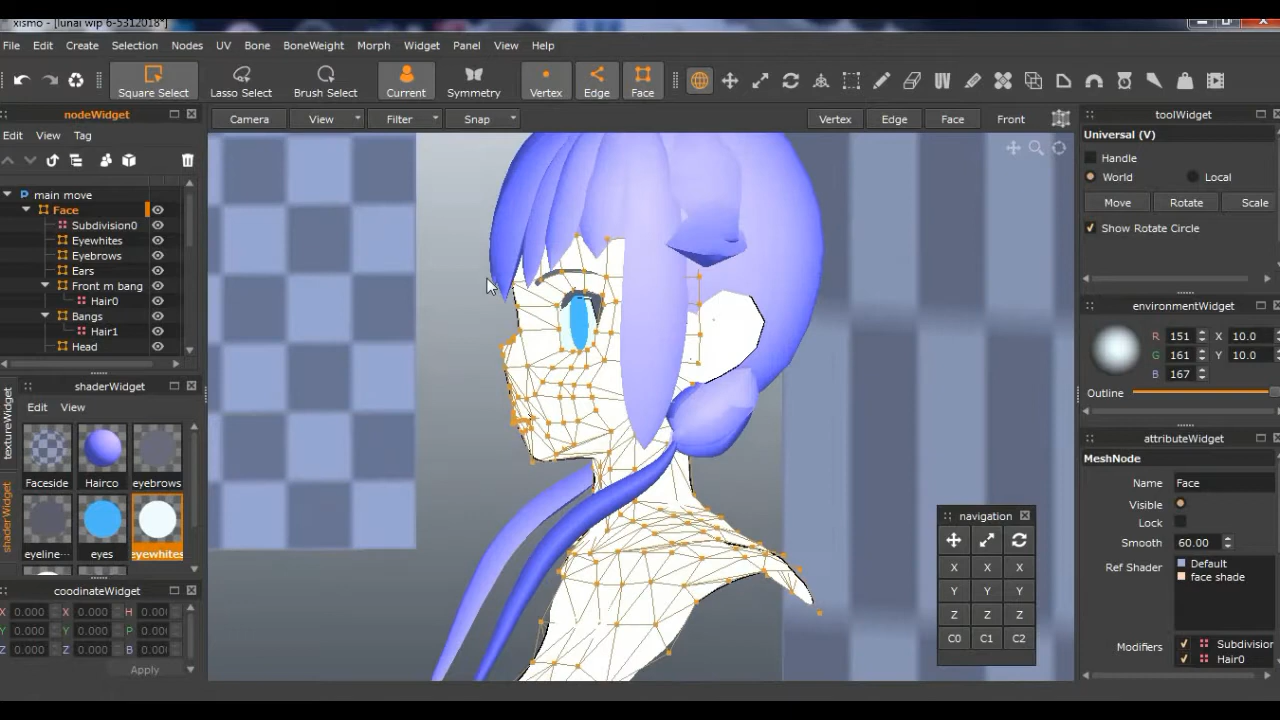 xismo - [lunai wip 6-5312018*]
File Edit Create Selection Nodes UV Bone BoneWeight Morph Widget Panel View Help
Square Select Lasso Select Brush Select Current Symmetry Vertex Edge Face
nodeWidget
Edit View Tag
main move
Face
Subdivision0
Eyewhites
Eyebrows
Ears
Front m bang
Hair0
Bangs
Hair1
Head
textureWidget
shaderWidget
shaderWidget
Edit View
Faceside Hairco eyebrows
eyeline··· eyes eyewhites
coodinateWidget
X 0.000 X 0.000 H 0.00
Y 0.000 Y 0.000 P 0.00
Z 0.000 Z 0.000 B 0.00
Apply
Camera View Filter Snap Vertex Edge Face Front
navigation
X X X
Y Y Y
Z Z Z
C0 C1 C2
toolWidget
Universal (V)
Handle
World Local
Move Rotate Scale
Show Rotate Circle
environmentWidget
R 151 X 10.0
G 161 Y 10.0
B 167
Outline
attributeWidget
MeshNode
Name Face
Visible
Lock
Smooth 60.00
Ref Shader Default
face shade
Modifiers Subdivision
Hair0